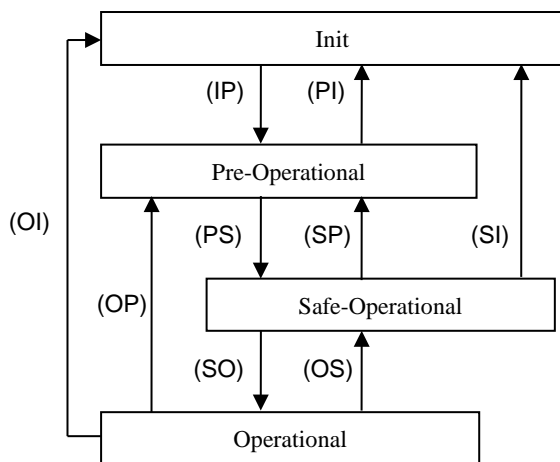 Init
(IP) (PI)
Pre-Operational
(OI) (PS) (SP) (SI)
(OP) Safe-Operational
(SO) (OS)
Operational